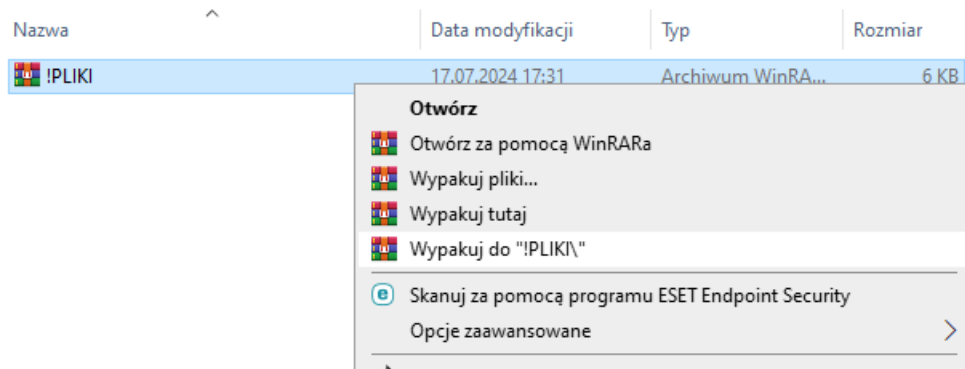 Nazwa Data modyfikacji Typ Rozmiar
!PLIKI 17.07.2024 17:31 Archiwum WinRA... 6 KB
Otwórz
Otwórz za pomocą WinRARa
Wypakuj pliki...
Wypakuj tutaj
Wypakuj do "!PLIKI\"
Skanuj za pomocą programu ESET Endpoint Security
Opcje zaawansowane